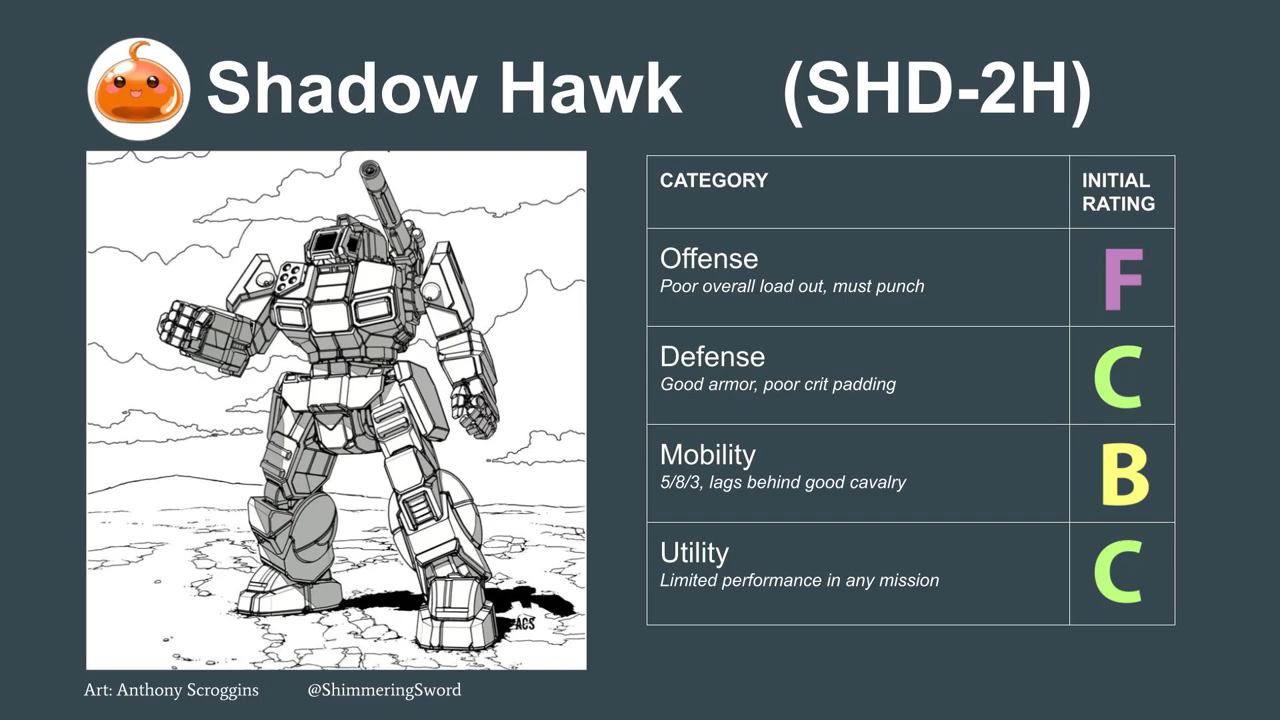 Shadow Hawk (SHD-2H)
CATEGORY
INITIAL
RATING
Offense
Poor overall load out, must punch
F
Defense
Good armor, poor crit padding
C
Mobility
5/8/3, lags behind good cavalry
B
Utility
Limited performance in any mission
C
ACS
Art: Anthony Scroggins @ShimmeringSword